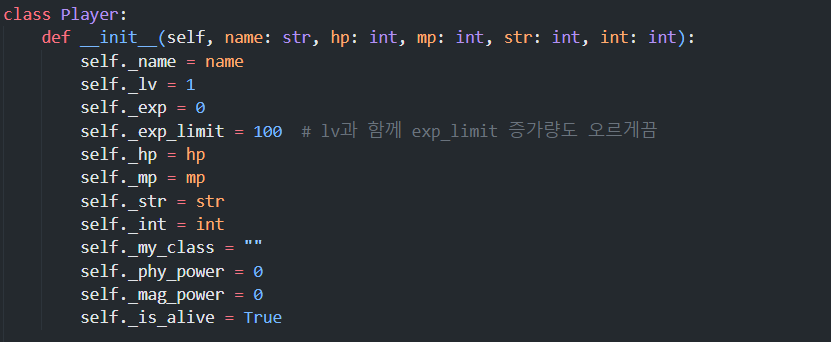 class Player:
    def __init__(self, name: str, hp: int, mp: int, str: int, int: int):
        self._name = name
        self._lv = 1
        self._exp = 0
        self._exp_limit = 100  # lv과 함께 exp_limit 증가량도 오르게끔
        self._hp = hp
        self._mp = mp
        self._str = str
        self._int = int
        self._my_class = ""
        self._phy_power = 0
        self._mag_power = 0
        self._is_alive = True